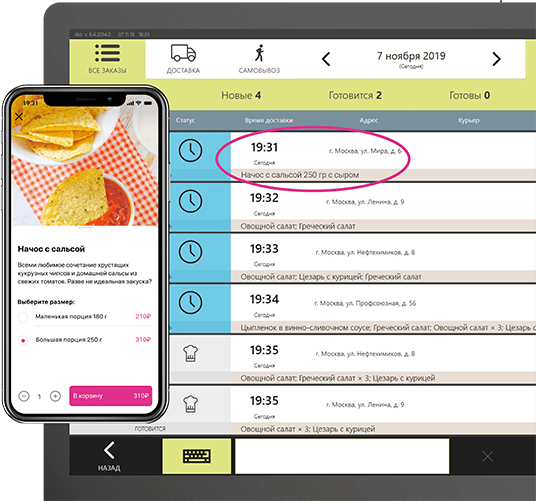 iiko v 6.4.2014.0 07.11.19 18:35
ВСЕ ЗАКАЗЫ
ДОСТАВКА
САМОВЫВОЗ
7 ноября 2019
(Сегодня)
Новые 4
Готовится 2
Готовы 0
Статус
Время доставки
Адрес
Курьер
19:31
г. Москва, ул. Мира, д. 6
Сегодня
Начос с сальсой 250 гр с сыром
19:32
г. Москва, ул. Ленина, д. 9
Сегодня
Овощной салат; Греческий салат
19:33
г. Москва, ул. Нефтехимиков, д. 8
Сегодня
Овощной салат; Цезарь с курицей; Греческий салат
19:34
г. Москва, ул. Профсоюзная, д. 56
Сегодня
Цыпленок в винно-сливочном соусе; Греческий салат; Овощной салат × 3; Цезарь с
19:35
г. Москва, ул. Нефтехимиков, д. 8
Сегодня
Овощной салат; Греческий салат × 3; Цезарь с курицей
19:35
г. Москва, ул. Ленина, д. 9
Сегодня
ГОТОВИТСЯ
Овощной салат × 3; Цезарь с курицей
НАЗАД
19:31
Начос с сальсой
Всеми любимое сочетание хрустящих
кукурузных чипсов и домашней сальсы из
свежих томатов. Разве не идеальная закуска?
Выберите размер:
Маленькая порция 180 г 210₽
Большая порция 250 г 310₽
1
В корзину 310₽